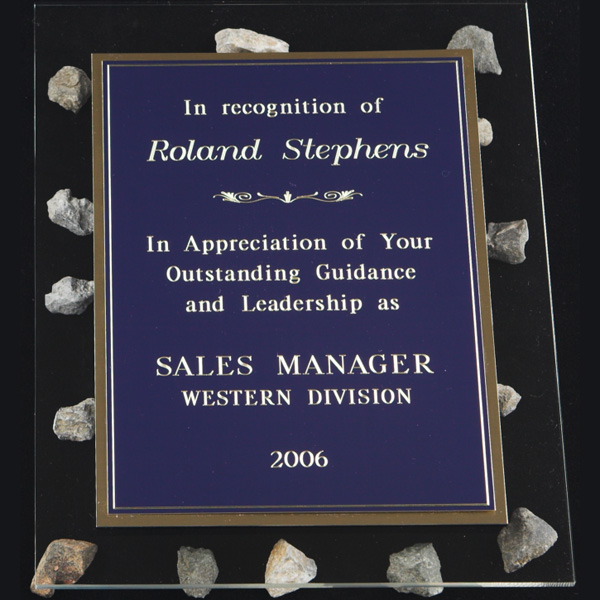 In recognition of
Roland Stephens
In Appreciation of Your
Outstanding Guidance
and Leadership as
SALES MANAGER
WESTERN DIVISION
2006